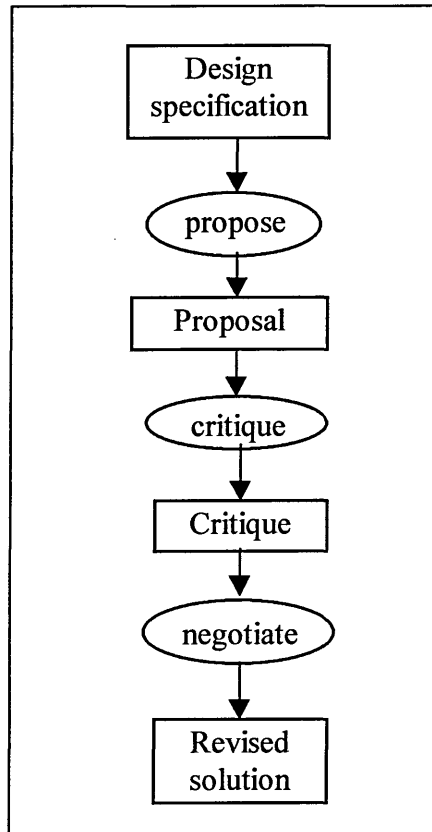 Design
specification
propose
Proposal
critique
Critique
negotiate
Revised
solution